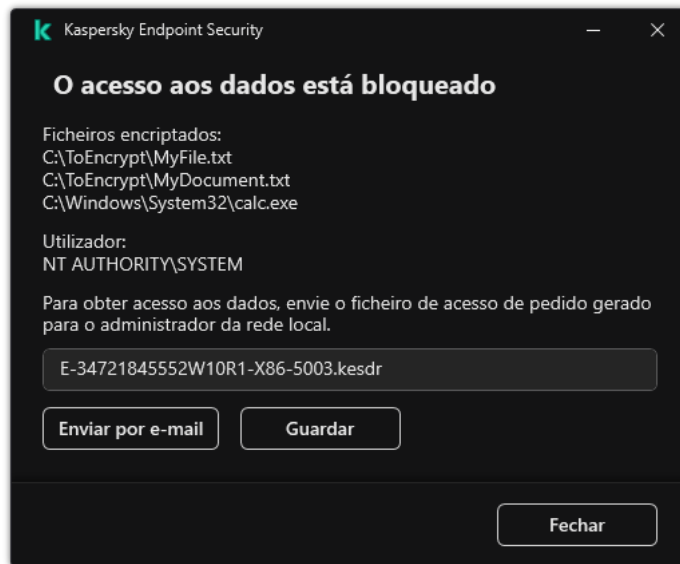 Kaspersky Endpoint Security
O acesso aos dados está bloqueado
Ficheiros encriptados:
C:\ToEncrypt\MyFile.txt
C:\ToEncrypt\MyDocument.txt
C:\Windows\System32\calc.exe
Utilizador:
NT AUTHORITY\SYSTEM
Para obter acesso aos dados, envie o ficheiro de acesso de pedido gerado
para o administrador da rede local.
E-34721845552W10R1-X86-5003.kesdr
Enviar por e-mail
Guardar
Fechar